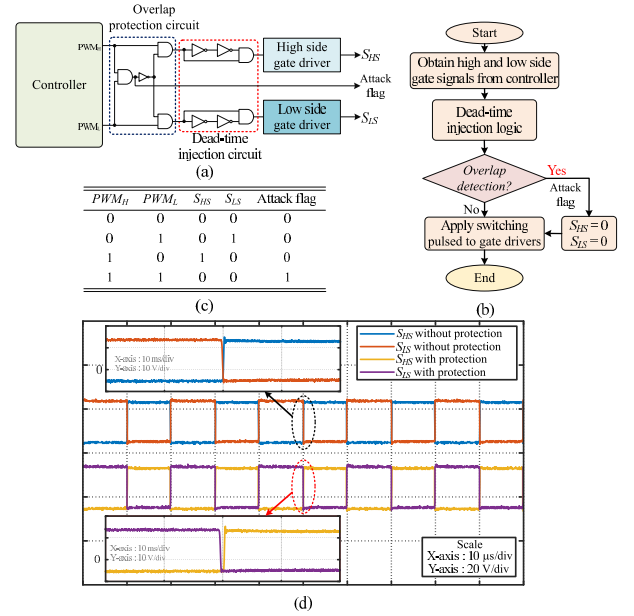 Overlap
protection circuit
Controller
PWM_H
PWM_L
High side
gate driver
S_HS
Attack
flag
Low side
gate driver
S_LS
Dead-time
injection circuit
(a)
Start
Obtain high and low side
gate signals from controller
Dead-time
injection logic
Overlap
detection?
Yes
Attack
flag
No
S_HS = 0
S_LS = 0
Apply switching
pulsed to gate drivers
End
(b)
PWM_H PWM_L S_HS S_LS Attack flag
0 0 0 0 0
0 1 0 1 0
1 0 1 0 0
1 1 0 0 1
(c)
0
X-axis : 10 ms/div
Y-axis : 10 V/div
S_HS without protection
S_LS without protection
S_HS with protection
S_LS with protection
0
X-axis : 10 ms/div
Y-axis : 10 V/div
Scale
X-axis : 10 μs/div
Y-axis : 20 V/div
(d)